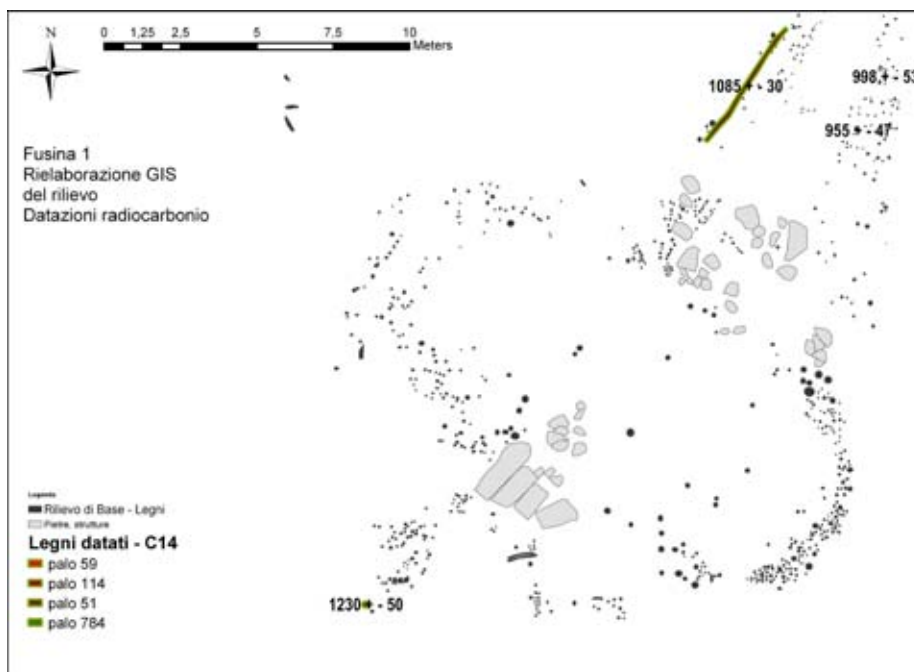 N
0 1,25 2,5 5 7,5 10
Meters
1085 + - 30
998,+ - 53
955 + - 47
Fusina 1
Rielaborazione GIS
del rilievo
Datazioni radiocarbonio
Legenda
Rilievo di Base - Legni
Pietre, strutture
Legni datati - C14
palo 59
palo 114
palo 51
palo 784
1230 + - 50